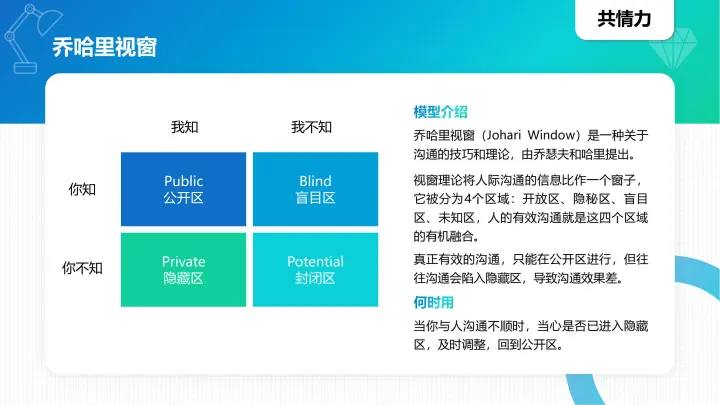 共情力
乔哈里视窗
我知
我不知
你知
Public
公开区
Blind
盲目区
你不知
Private
隐藏区
Potential
封闭区
模型介绍
乔哈里视窗（Johari Window）是一种关于
沟通的技巧和理论，由乔瑟夫和哈里提出。
视窗理论将人际沟通的信息比作一个窗子，
它被分为4个区域：开放区、隐秘区、盲目
区、未知区，人的有效沟通就是这四个区域
的有机融合。
真正有效的沟通，只能在公开区进行，但往
往沟通会陷入隐藏区，导致沟通效果差。
何时用
当你与人沟通不顺时，当心是否已进入隐藏
区，及时调整，回到公开区。